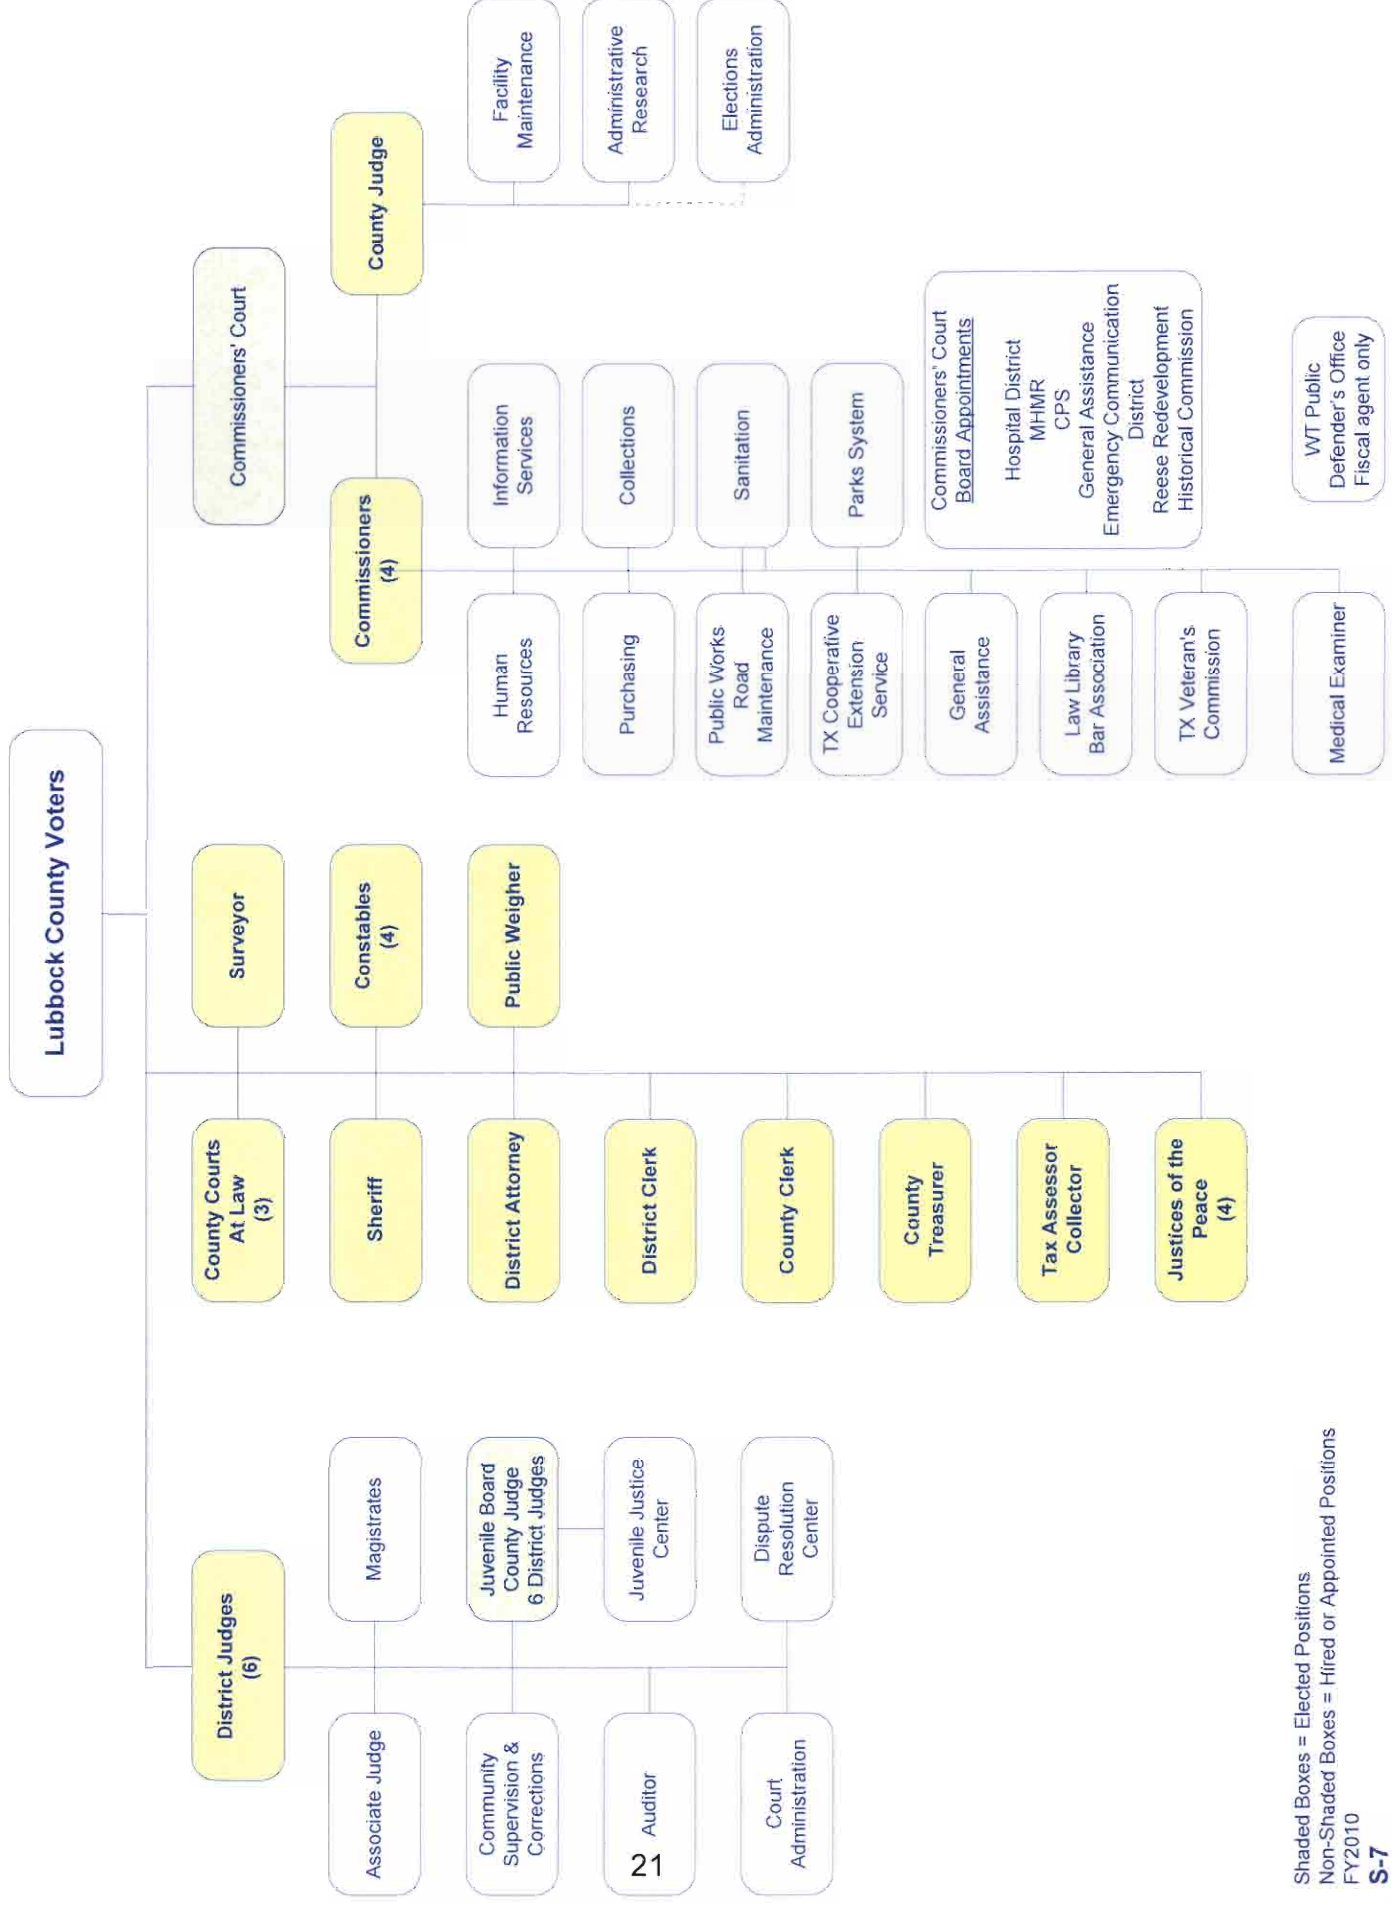 Lubbock County Voters
District Judges
(6)
Associate Judge
Magistrates
Community
Supervision &
Corrections
Juvenile Board
County Judge
6 District Judges
Auditor
Juvenile Justice
Center
Court
Administration
Dispute
Resolution
Center
County Courts
At Law
(3)
Surveyor
Sheriff
Constables
(4)
District Attorney
Public Weigher
District Clerk
County Clerk
County
Treasurer
Tax Assessor
Collector
Justices of the
Peace
(4)
Commissioners' Court
Commissioners
(4)
County Judge
Human
Resources
Information
Services
Purchasing
Collections
Public Works
Road
Maintenance
Sanitation
TX Cooperative
Extension
Service
Parks System
General
Assistance
Law Library
Bar Association
TX Veteran's
Commission
Medical Examiner
Facility
Maintenance
Administrative
Research
Elections
Administration
Commissioners' Court
Board Appointments
Hospital District
MHMR
CPS
General Assistance
Emergency Communication
District
Reese Redevelopment
Historical Commission
WT Public
Defender's Office
Fiscal agent only
Shaded Boxes = Elected Positions
Non-Shaded Boxes = Hired or Appointed Positions
FY2010
S-7
21